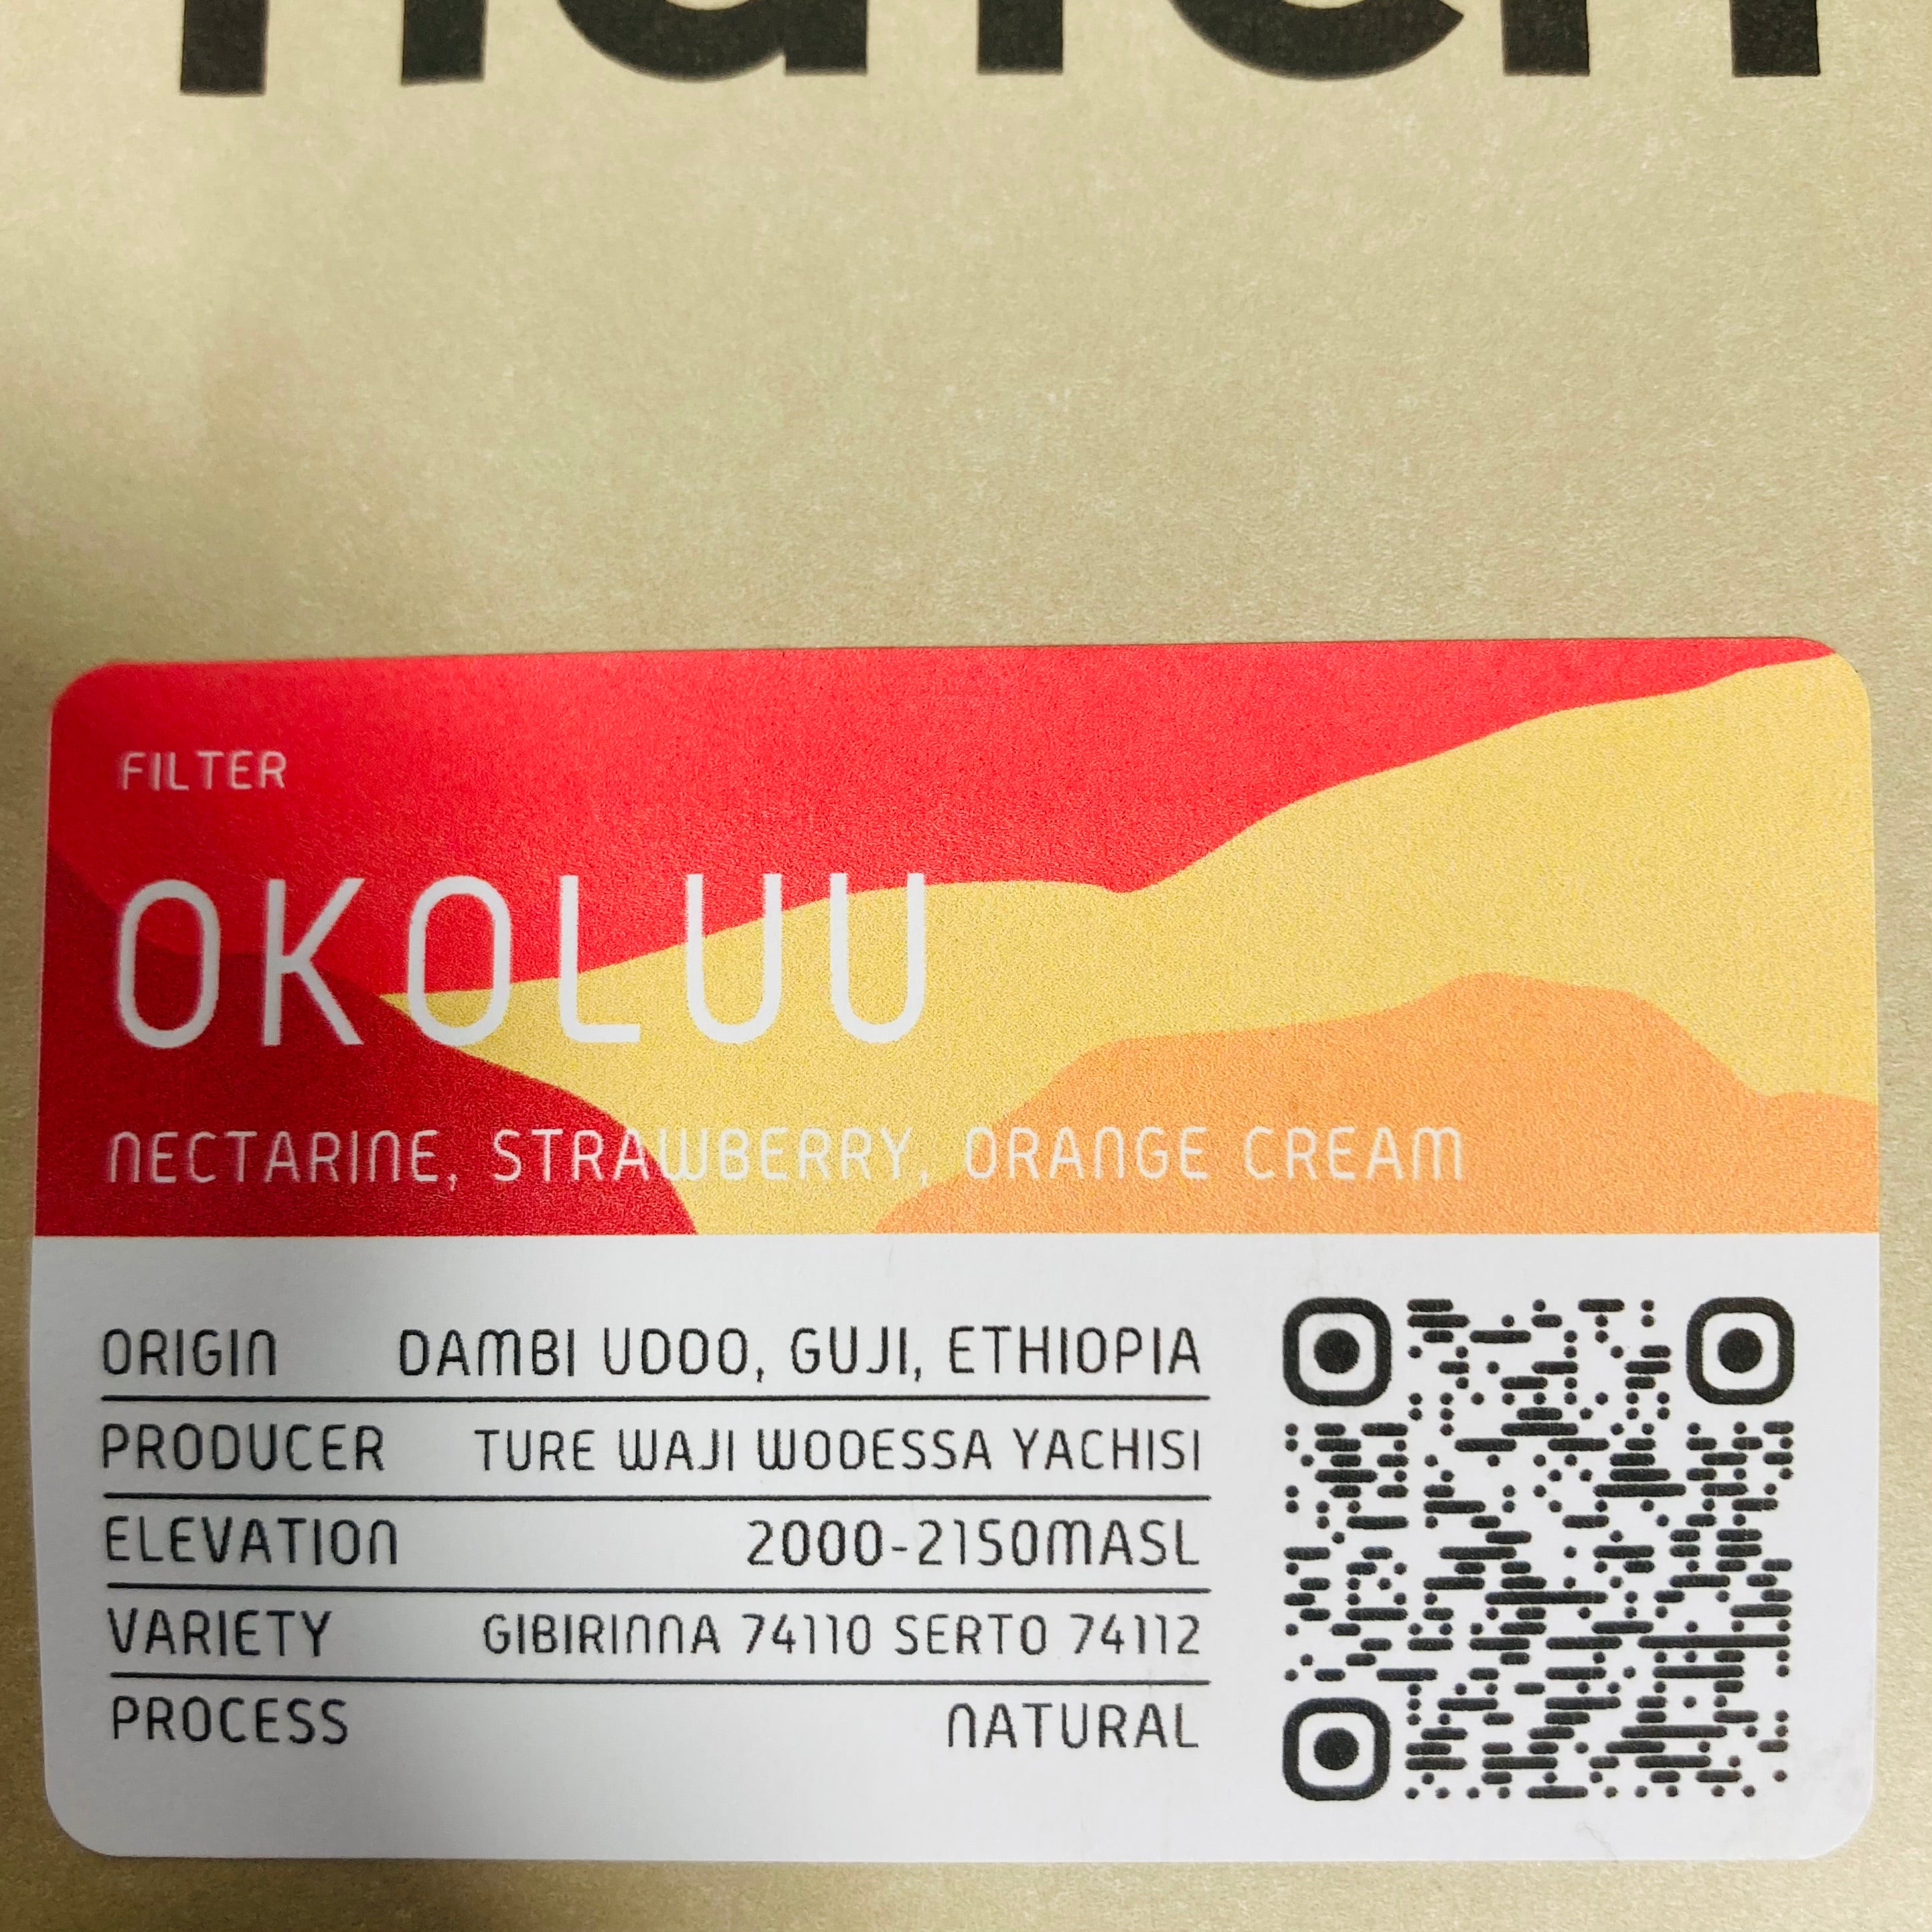 FILTER
OKOLUU
NECTARINE, STRAWBERRY, ORANGE CREAM
ORIGIN DAMBI UDDO, GUJI, ETHIOPIA
PRODUCER TURE WAJI WODESSA YACHISI
ELEVATION 2000-2150MASL
VARIETY GIBIRINNA 74110 SERTO 74112
PROCESS NATURAL